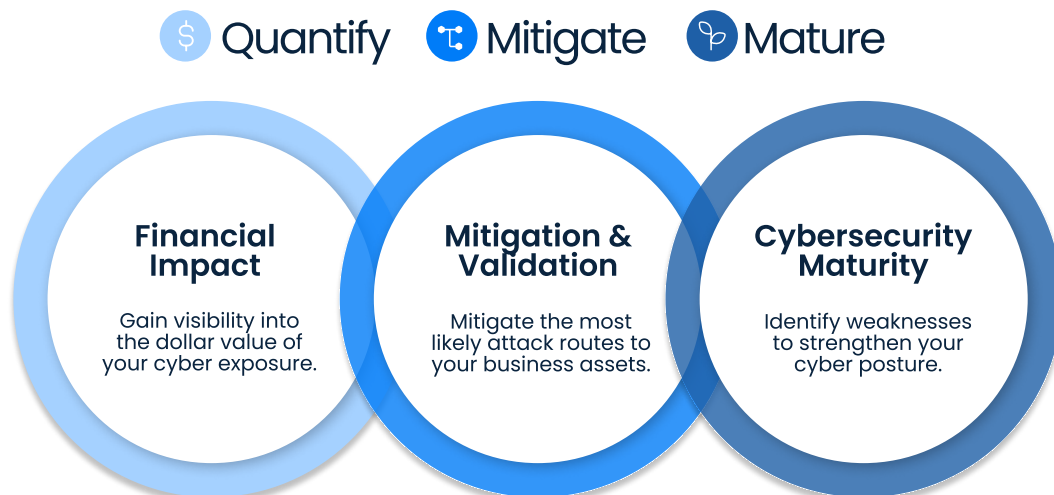 Quantify Mitigate Mature
Financial
Impact
Gain visibility into
the dollar value of
your cyber exposure.
Mitigation &
Validation
Mitigate the most
likely attack routes to
your business assets.
Cybersecurity
Maturity
Identify weaknesses
to strengthen your
cyber posture.